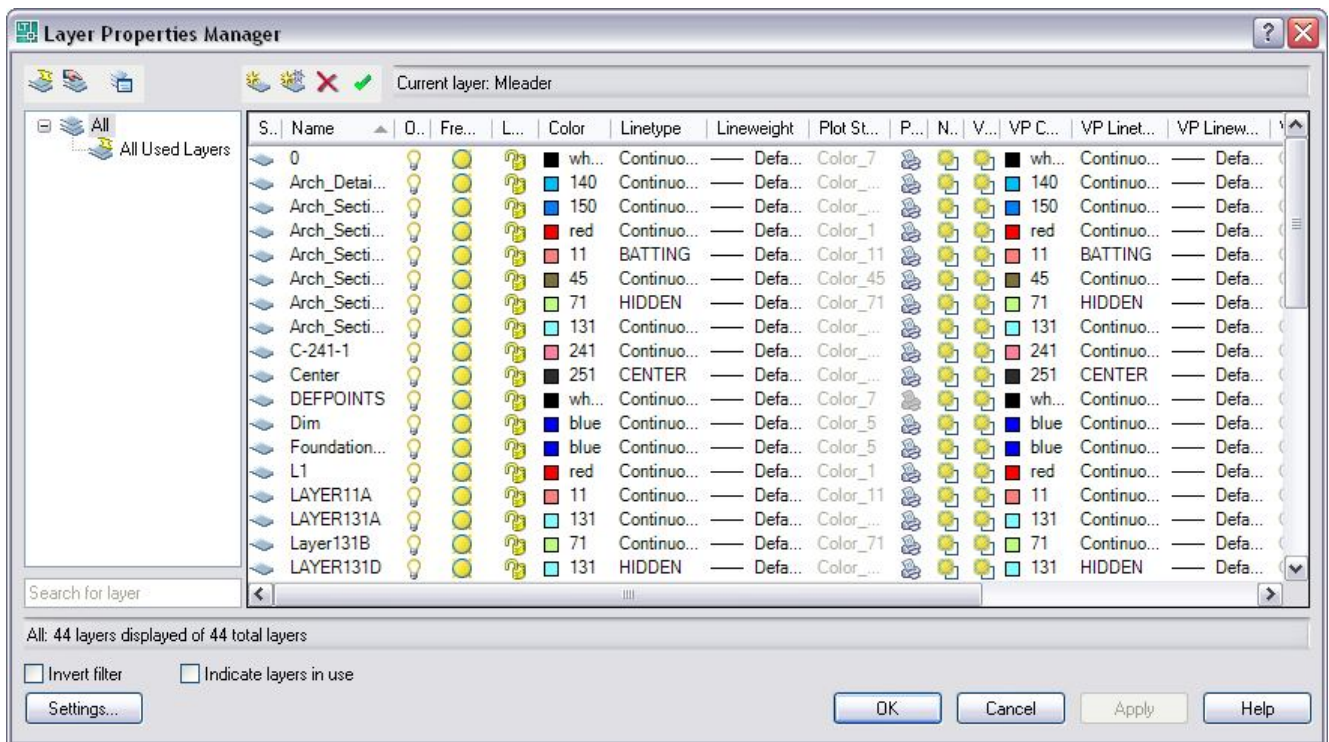 Layer Properties Manager
Current layer: Mleader
All
All Used Layers
S.. Name O.. Fre... L... Color Linetype Lineweight Plot St... P... N.. V... VP C... VP Linet... VP Linew...
0 wh... Continuo... Defa... Color_7 wh... Continuo... Defa...
Arch_Detai... 140 Continuo... Defa... Color_... 140 Continuo... Defa...
Arch_Secti... 150 Continuo... Defa... Color_... 150 Continuo... Defa...
Arch_Secti... red Continuo... Defa... Color_1 red Continuo... Defa...
Arch_Secti... 11 BATTING Defa... Color_11 11 BATTING Defa...
Arch_Secti... 45 Continuo... Defa... Color_45 45 Continuo... Defa...
Arch_Secti... 71 HIDDEN Defa... Color_71 71 HIDDEN Defa...
Arch_Secti... 131 Continuo... Defa... Color_... 131 Continuo... Defa...
C-241-1 241 Continuo... Defa... Color_... 241 Continuo... Defa...
Center 251 CENTER Defa... Color_... 251 CENTER Defa...
DEFPOINTS wh... Continuo... Defa... Color_7 wh... Continuo... Defa...
Dim blue Continuo... Defa... Color_5 blue Continuo... Defa...
Foundation... blue Continuo... Defa... Color_5 blue Continuo... Defa...
L1 red Continuo... Defa... Color_1 red Continuo... Defa...
LAYER11A 11 Continuo... Defa... Color_11 11 Continuo... Defa...
LAYER131A 131 Continuo... Defa... Color_... 131 Continuo... Defa...
Layer131B 71 Continuo... Defa... Color_71 71 Continuo... Defa...
LAYER131D 131 HIDDEN Defa... Color_... 131 HIDDEN Defa...
Search for layer
All: 44 layers displayed of 44 total layers
Invert filter Indicate layers in use
Settings... OK Cancel Apply Help